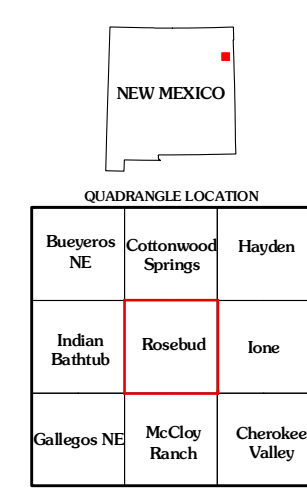 NEW MEXICO
QUADRANGLE LOCATION
Bueyeros
NE
Cottonwood
Springs
Hayden
Indian
Bathtub
Rosebud
Ione
Gallegos NE
McCloy
Ranch
Cherokee
Valley